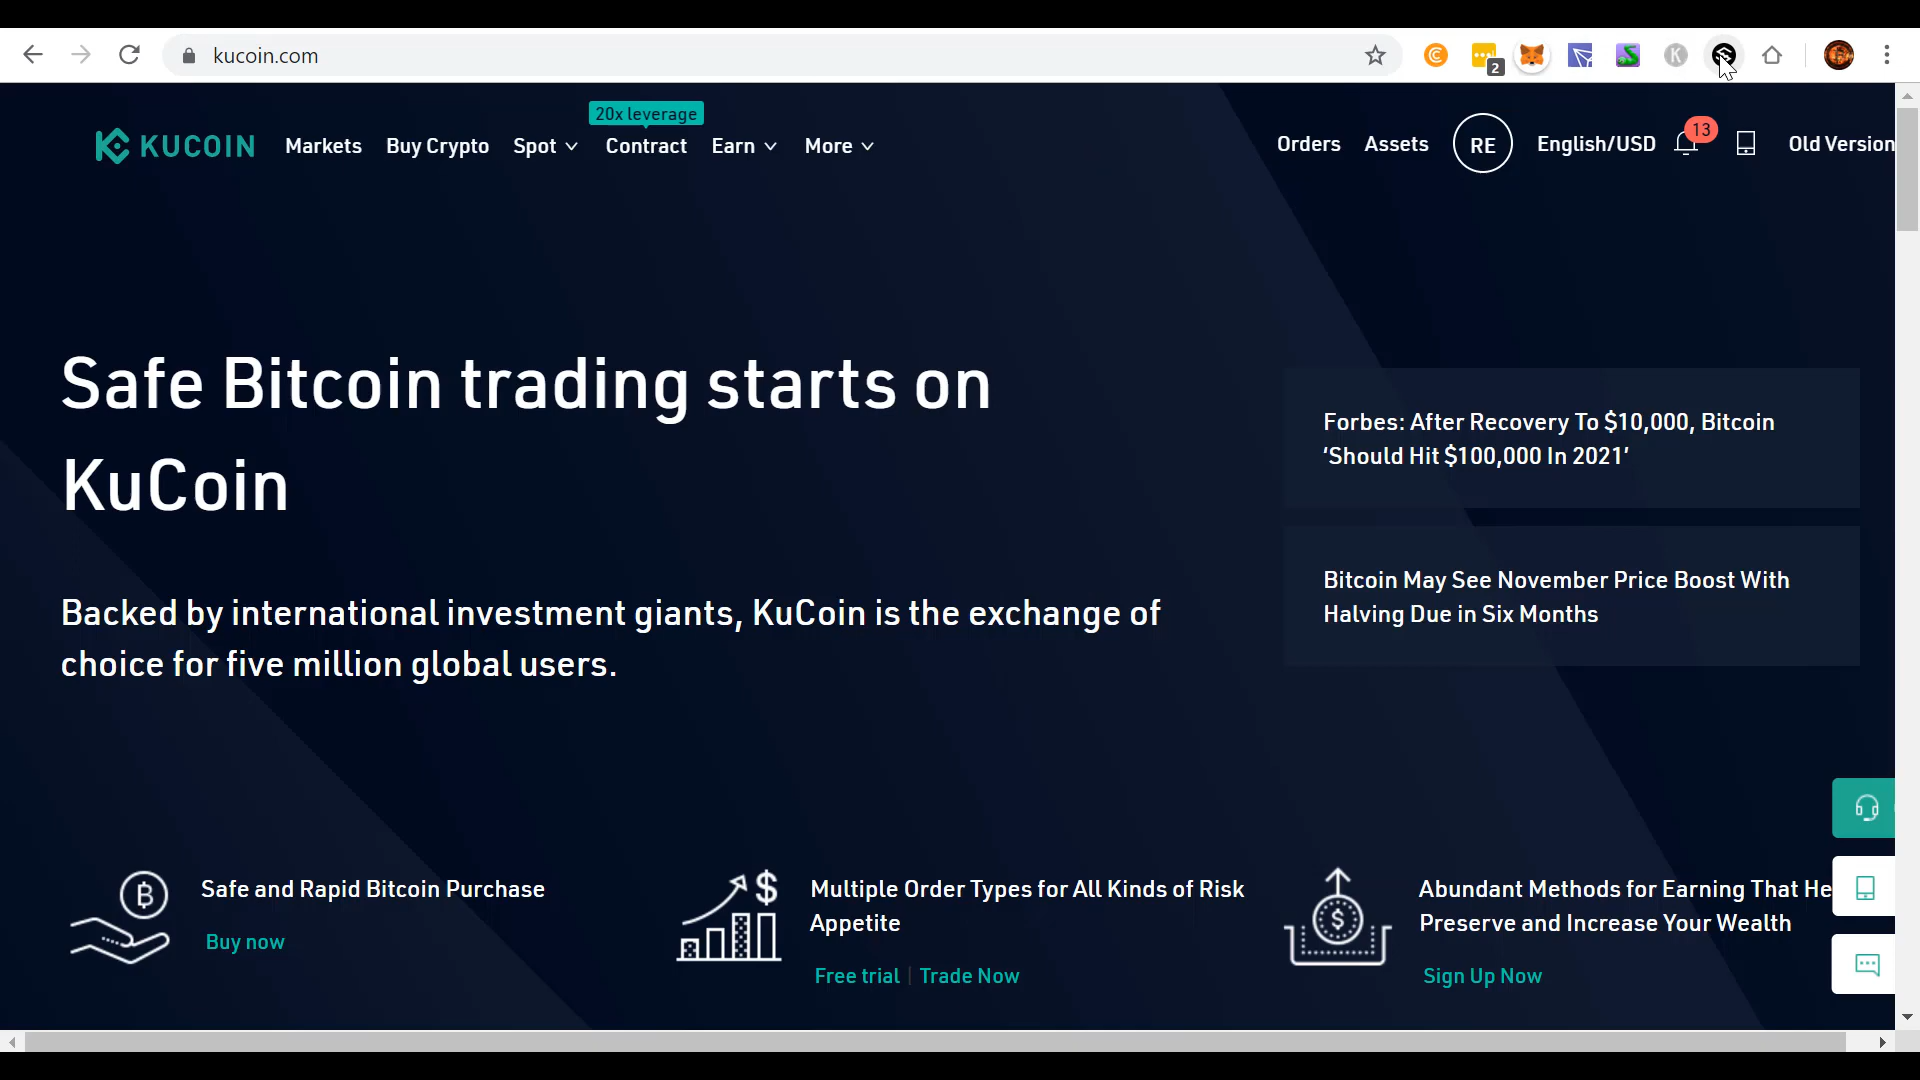 kucoin.com
2
20x leverage
KUCOIN Markets Buy Crypto Spot Contract Earn More Orders Assets RE English/USD 13 Old Version
Safe Bitcoin trading starts on
KuCoin
Backed by international investment giants, KuCoin is the exchange of
choice for five million global users.
Forbes: After Recovery To $10,000, Bitcoin
‘Should Hit $100,000 In 2021’
Bitcoin May See November Price Boost With
Halving Due in Six Months
Safe and Rapid Bitcoin Purchase
Buy now
Multiple Order Types for All Kinds of Risk
Appetite
Free trial | Trade Now
Abundant Methods for Earning That He
Preserve and Increase Your Wealth
Sign Up Now